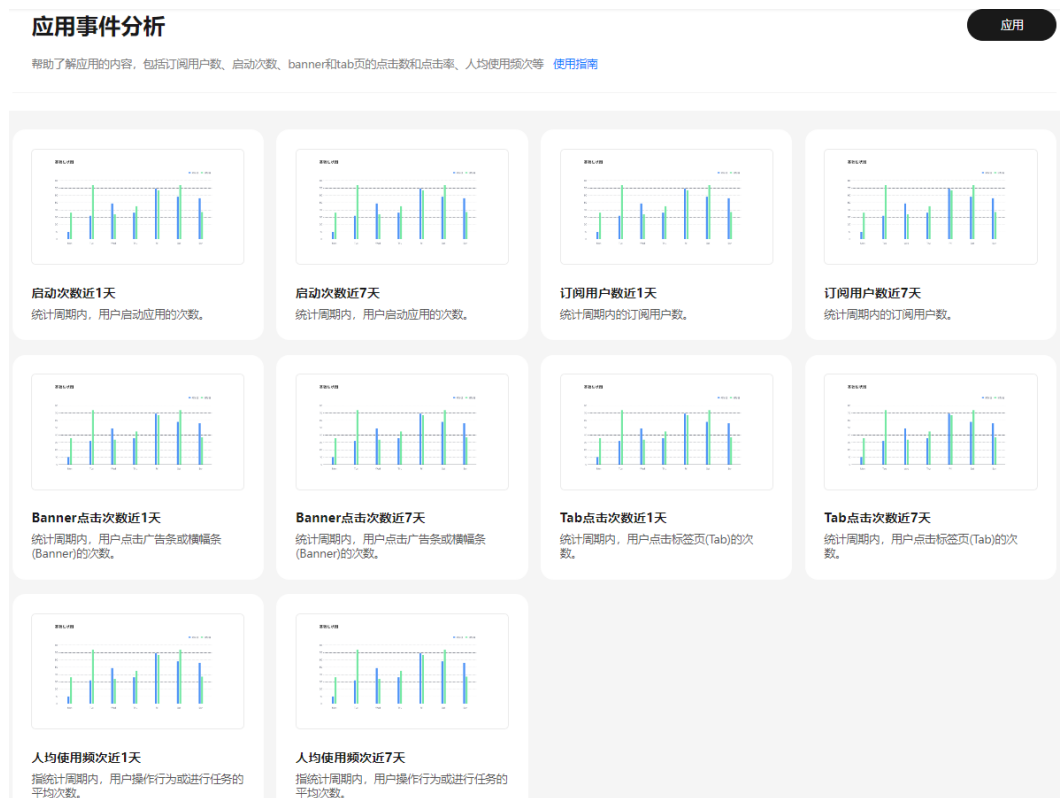 应用事件分析
应用
帮助了解应用的内容，包括订阅用户数、启动次数、banner和tab页的点击数和点击率、人均使用频次等 使用指南
启动次数近1天
统计周期内，用户启动应用的次数。
启动次数近7天
统计周期内，用户启动应用的次数。
订阅用户数近1天
统计周期内的订阅用户数。
订阅用户数近7天
统计周期内的订阅用户数。
Banner点击次数近1天
统计周期内，用户点击广告条或横幅条
(Banner)的次数。
Banner点击次数近7天
统计周期内，用户点击广告条或横幅条
(Banner)的次数。
Tab点击次数近1天
统计周期内，用户点击标签页(Tab)的次
数。
Tab点击次数近7天
统计周期内，用户点击标签页(Tab)的次
数。
人均使用频次近1天
指统计周期内，用户操作行为或进行任务的
平均次数。
人均使用频次近7天
指统计周期内，用户操作行为或进行任务的
平均次数。